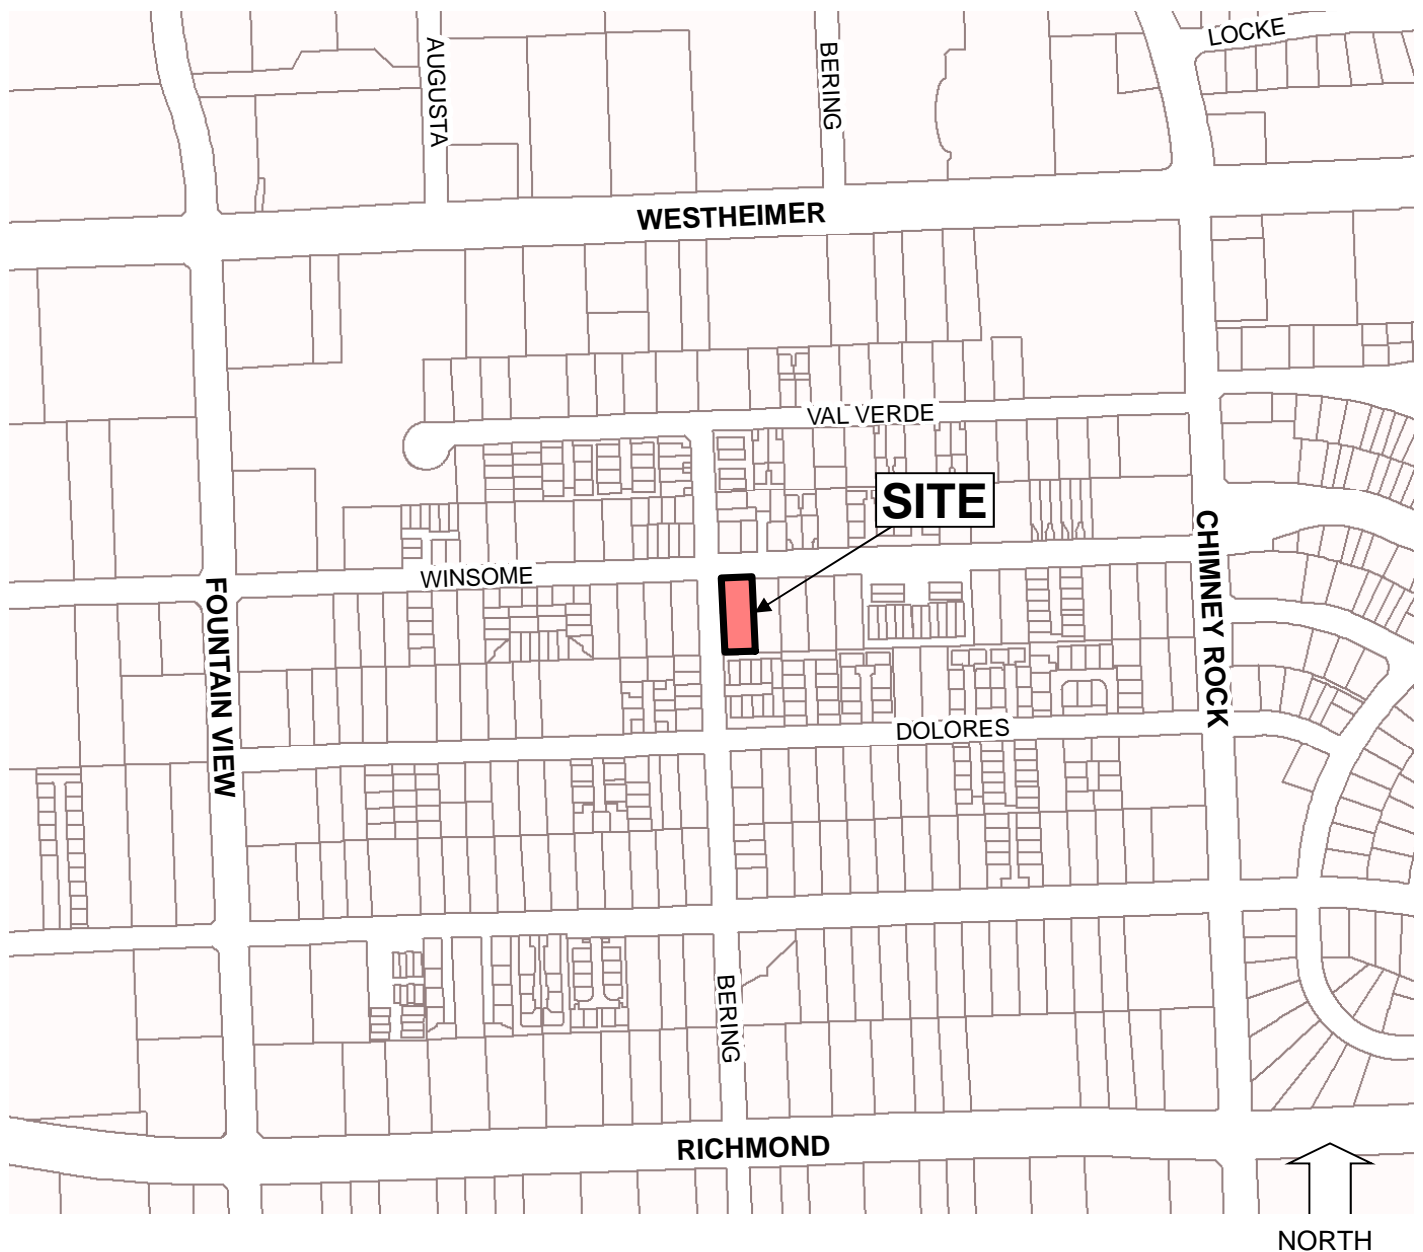 LOCKE
AUGUSTA
BERING
WESTHEIMER
VAL VERDE
SITE
WINSOME
CHIMNEY ROCK
FOUNTAIN VIEW
DOLORES
BERING
RICHMOND
NORTH